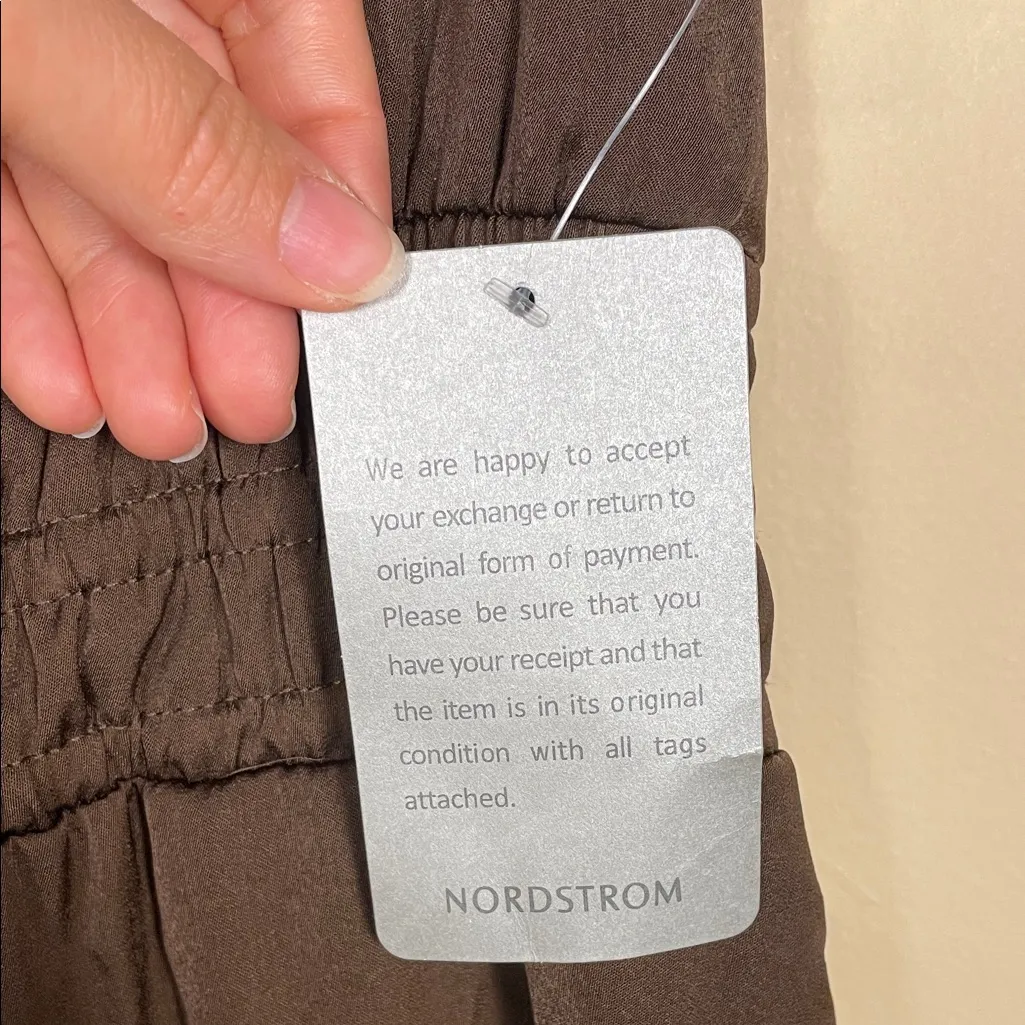 We are happy to accept
your exchange or return to
original form of payment.
Please be sure that you
have your receipt and that
the item is in its original
condition with all tags
attached.
NORDSTROM